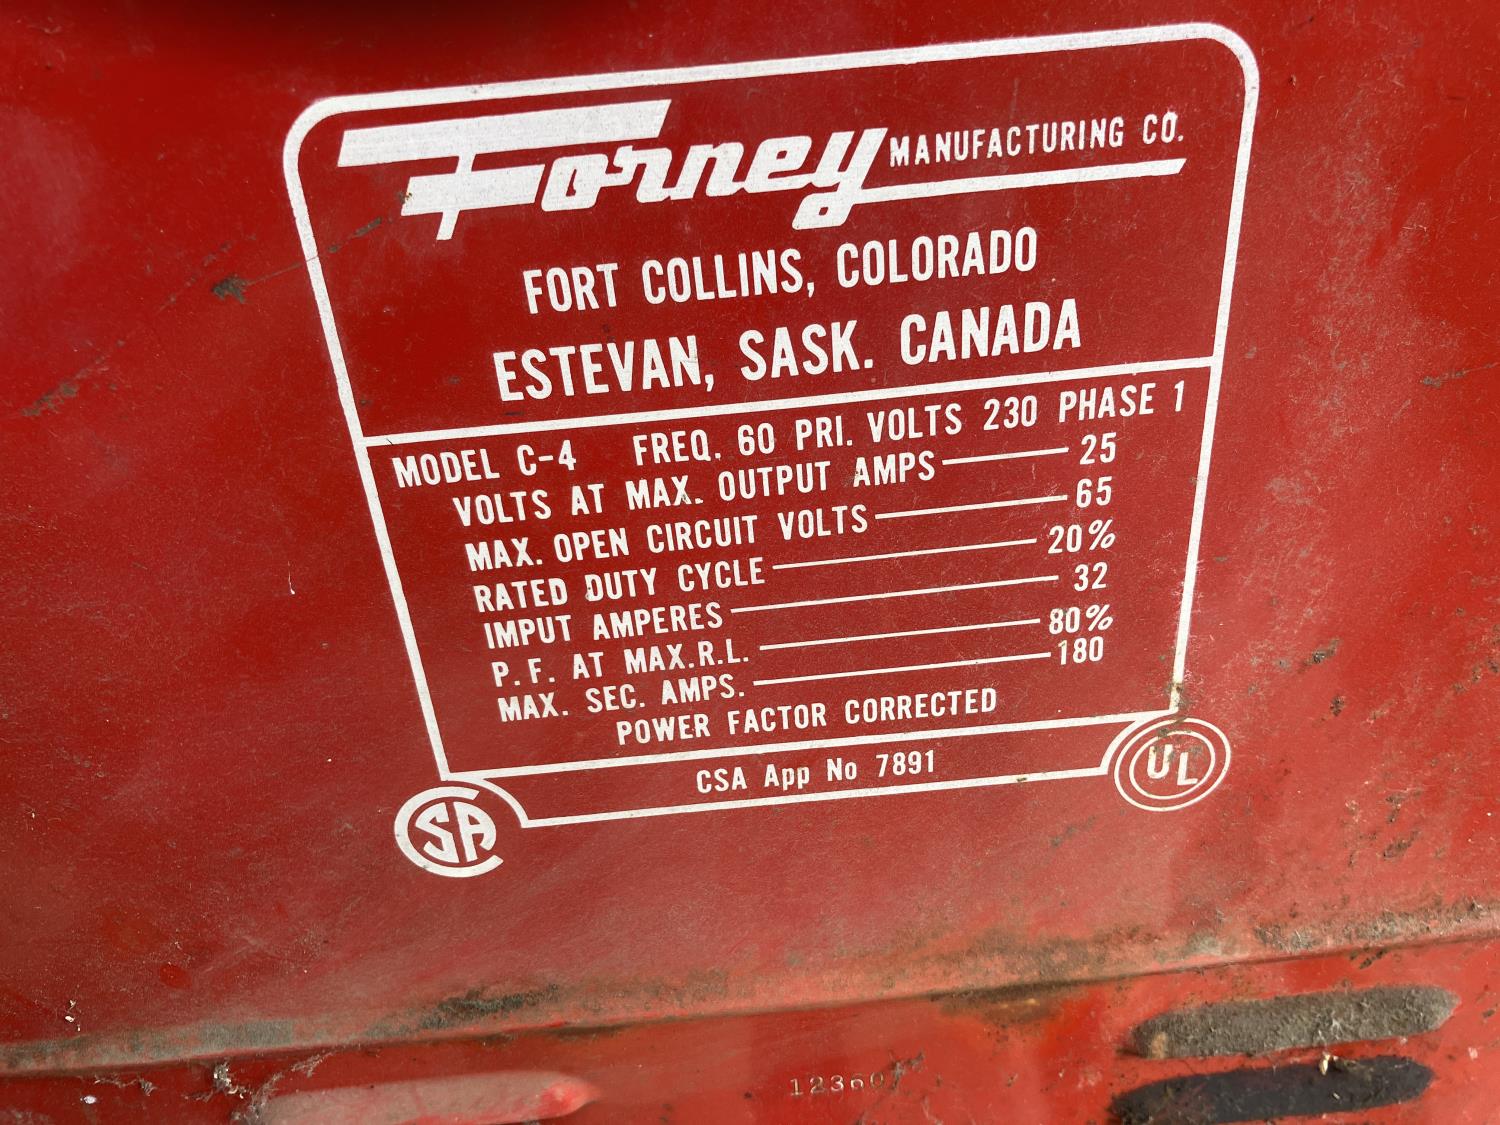 Forney MANUFACTURING CO.
FORT COLLINS, COLORADO
ESTEVAN, SASK. CANADA
MODEL C-4 FREQ. 60 PRI. VOLTS 230 PHASE 1
VOLTS AT MAX. OUTPUT AMPS 25
MAX. OPEN CIRCUIT VOLTS 65
RATED DUTY CYCLE 20%
IMPUT AMPERES 32
P. F. AT MAX.R.L. 80%
MAX. SEC. AMPS. 180
POWER FACTOR CORRECTED
CSA App No 7891
SA
UL